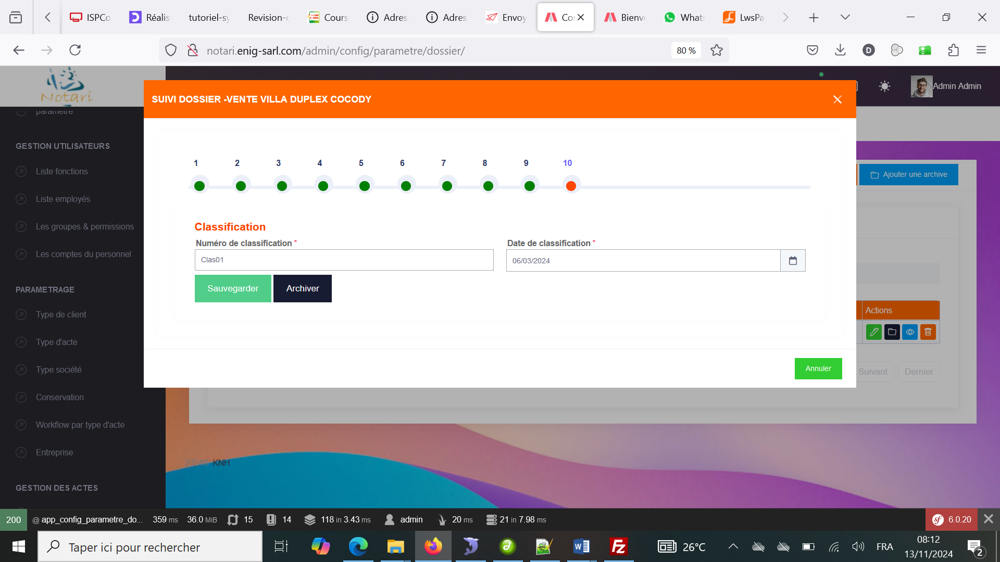 ISPCo
Réalis
tutoriel-sy
Revision-c
Cours
Adres
Adres
Envoy
Co
Bienv
Whats
LwsPa
notari.enig-sarl.com/admin/config/parametre/dossier/
80 %
D
Notari
Admin Admin
SUIVI DOSSIER -VENTE VILLA DUPLEX COCODY
parametre
GESTION UTILISATEURS
Liste fonctions
Liste employés
Les groupes & permissions
Les comptes du personnel
PARAMETRAGE
Type de client
Type d'acte
Type société
Conservation
Workflow par type d'acte
Entreprise
GESTION DES ACTES
1 2 3 4 5 6 7 8 9 10
Classification
Numéro de classification *
Date de classification *
Clas01
06/03/2024
Sauvegarder
Archiver
Annuler
Ajouter une archive
Actions
Suivant
Dernier
2024© KNH
200 @ app_config_parametre_do... 359 ms 36.0 MiB 15 14 118 in 3.43 ms admin 20 ms 21 in 7.98 ms sf 6.0.20
Taper ici pour rechercher
26°C
FRA
08:12
13/11/2024
2